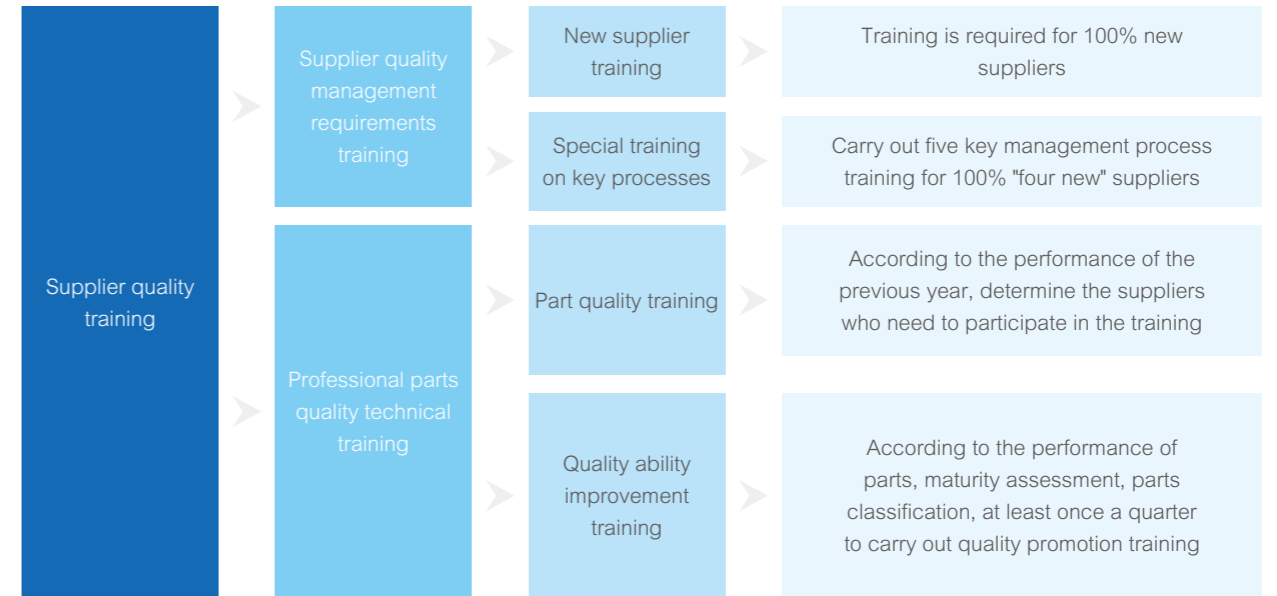 Supplier quality
training
Supplier quality
management
requirements
training
New supplier
training
Training is required for 100% new
suppliers
Special training
on key processes
Carry out five key management process
training for 100% "four new" suppliers
Professional parts
quality technical
training
Part quality training
According to the performance of the
previous year, determine the suppliers
who need to participate in the training
Quality ability
improvement
training
According to the performance of
parts, maturity assessment, parts
classification, at least once a quarter
to carry out quality promotion training